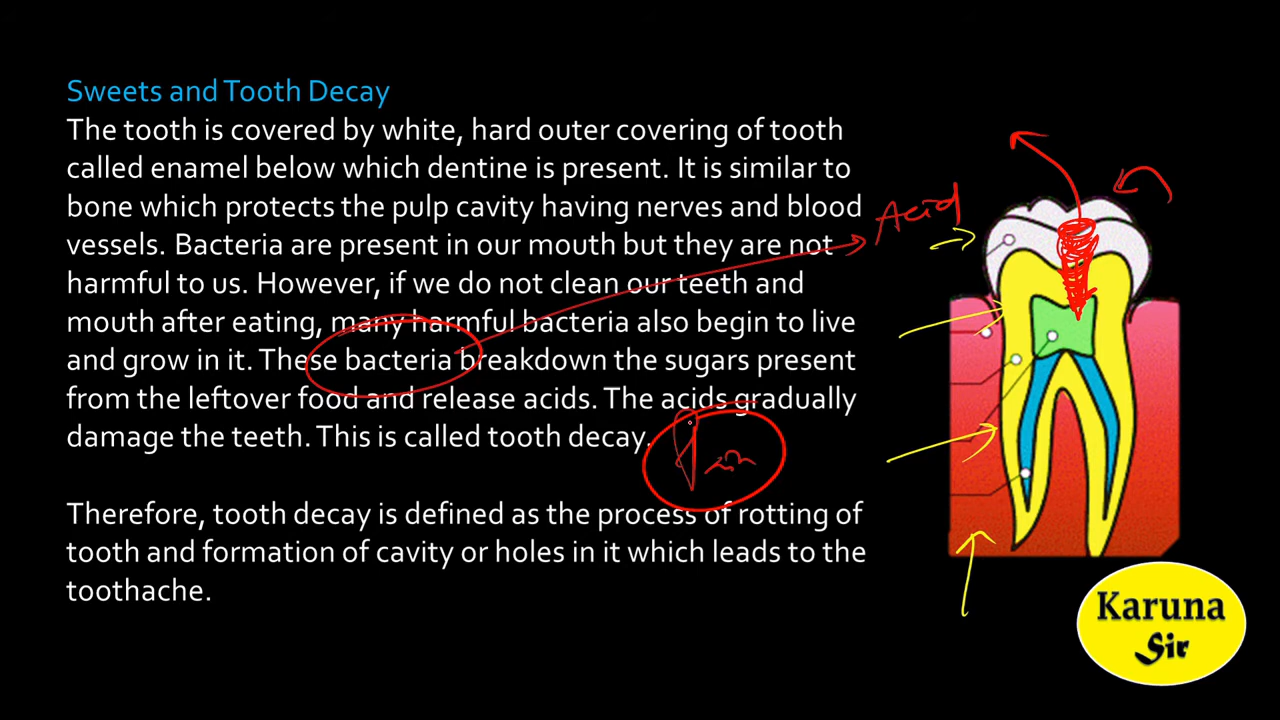 Sweets and Tooth Decay
The tooth is covered by white, hard outer covering of tooth
called enamel below which dentine is present. It is similar to
bone which protects the pulp cavity having nerves and blood
vessels. Bacteria are present in our mouth but they are not
harmful to us. However, if we do not clean our teeth and
mouth after eating, many harmful bacteria also begin to live
and grow in it. These bacteria breakdown the sugars present
from the leftover food and release acids. The acids gradually
damage the teeth. This is called tooth decay.
Therefore, tooth decay is defined as the process of rotting of
tooth and formation of cavity or holes in it which leads to the
toothache.
Acid
Karuna
Sir